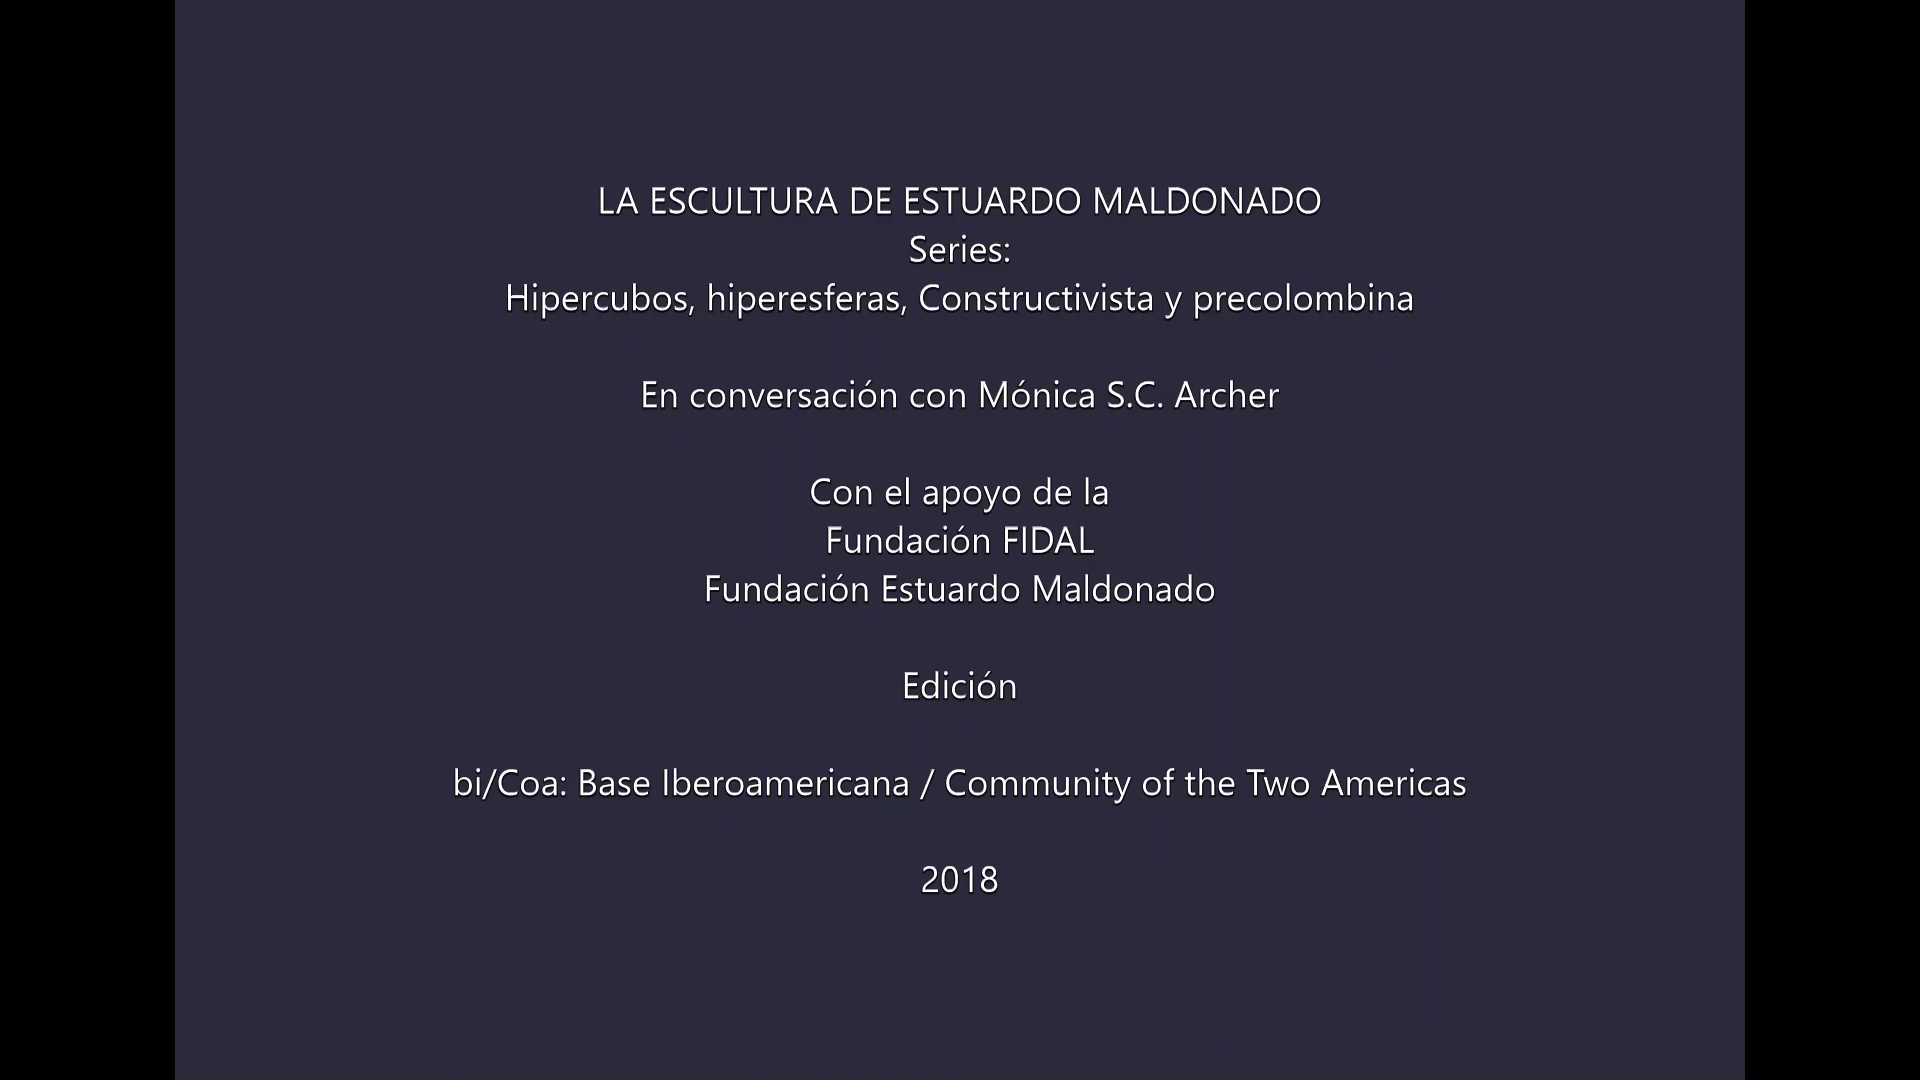 LA ESCULTURA DE ESTUARDO MALDONADO
Series:
Hipercubos, hiperesferas, Constructivista y precolombina
En conversación con Mónica S.C. Archer
Con el apoyo de la
Fundación FIDAL
Fundación Estuardo Maldonado
Edición
bi/Coa: Base Iberoamericana / Community of the Two Americas
2018